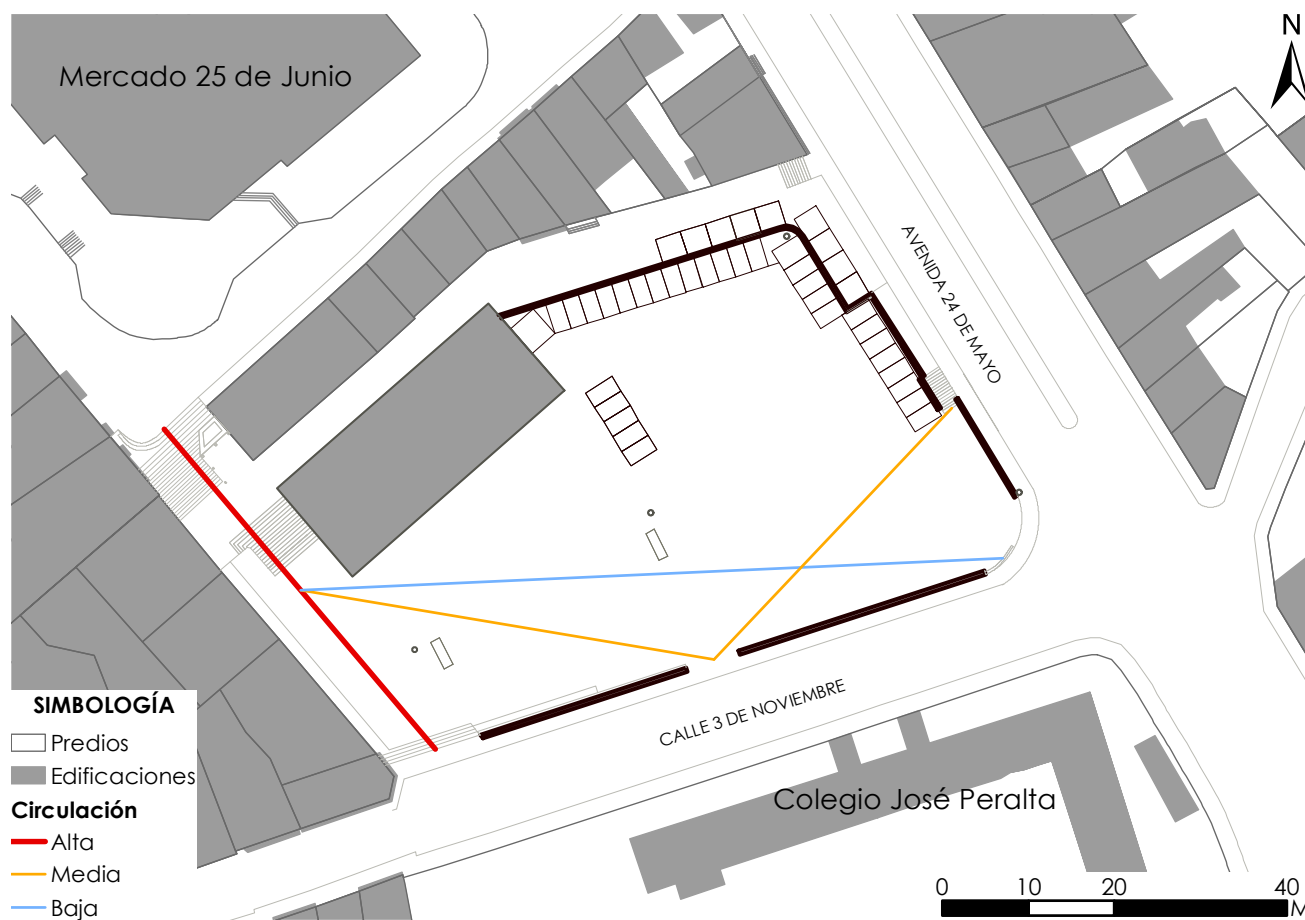 Mercado 25 de Junio
N
AVENIDA 24 DE MAYO
CALLE 3 DE NOVIEMBRE
Colegio José Peralta
SIMBOLOGÍA
Predios
Edificaciones
Circulación
Alta
Media
Baja
0 10 20 40
M